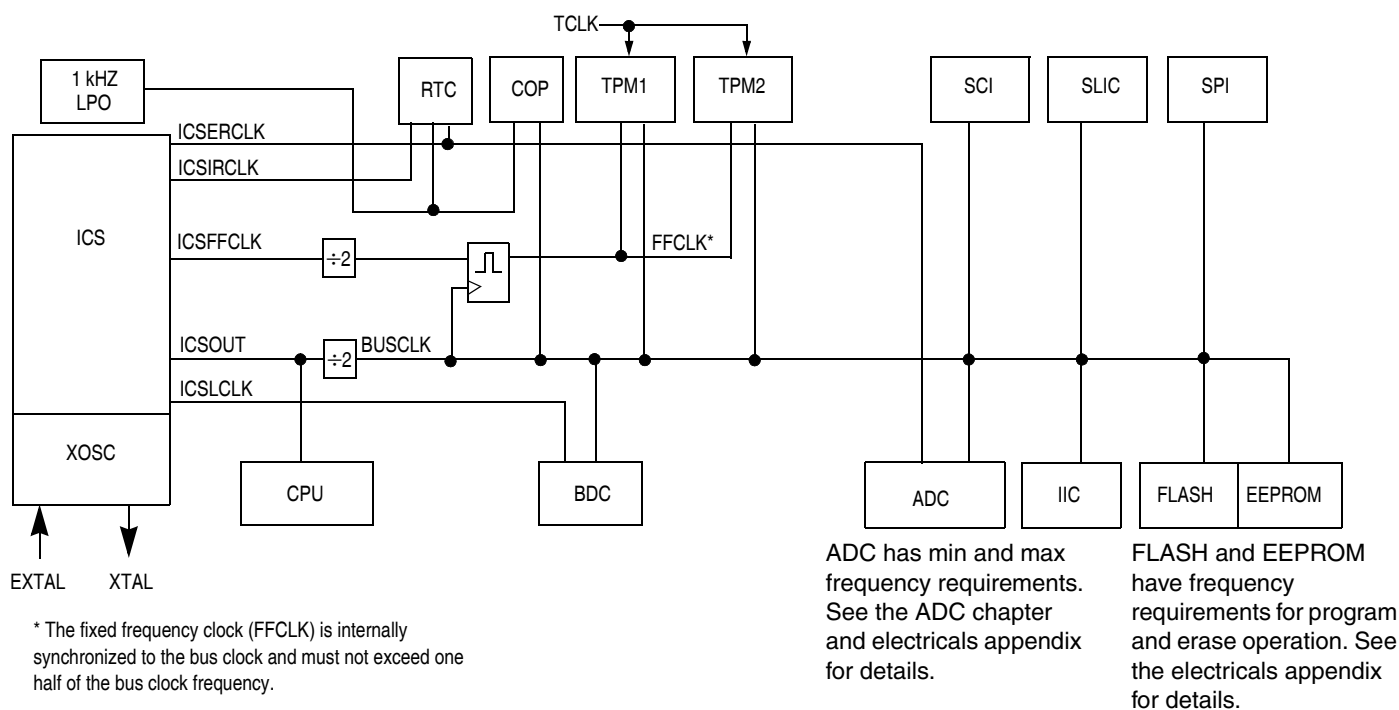 TCLK
1 kHZ
LPO
RTC
COP
TPM1
TPM2
SCI
SLIC
SPI
ICSERCLK
ICSIRCLK
ICS
ICSFFCLK
÷2
FFCLK*
ICSOUT
÷2
BUSCLK
ICSLCLK
XOSC
CPU
BDC
ADC
IIC
FLASH
EEPROM
EXTAL
XTAL
* The fixed frequency clock (FFCLK) is internally
synchronized to the bus clock and must not exceed one
half of the bus clock frequency.
ADC has min and max
frequency requirements.
See the ADC chapter
and electricals appendix
for details.
FLASH and EEPROM
have frequency
requirements for program
and erase operation. See
the electricals appendix
for details.